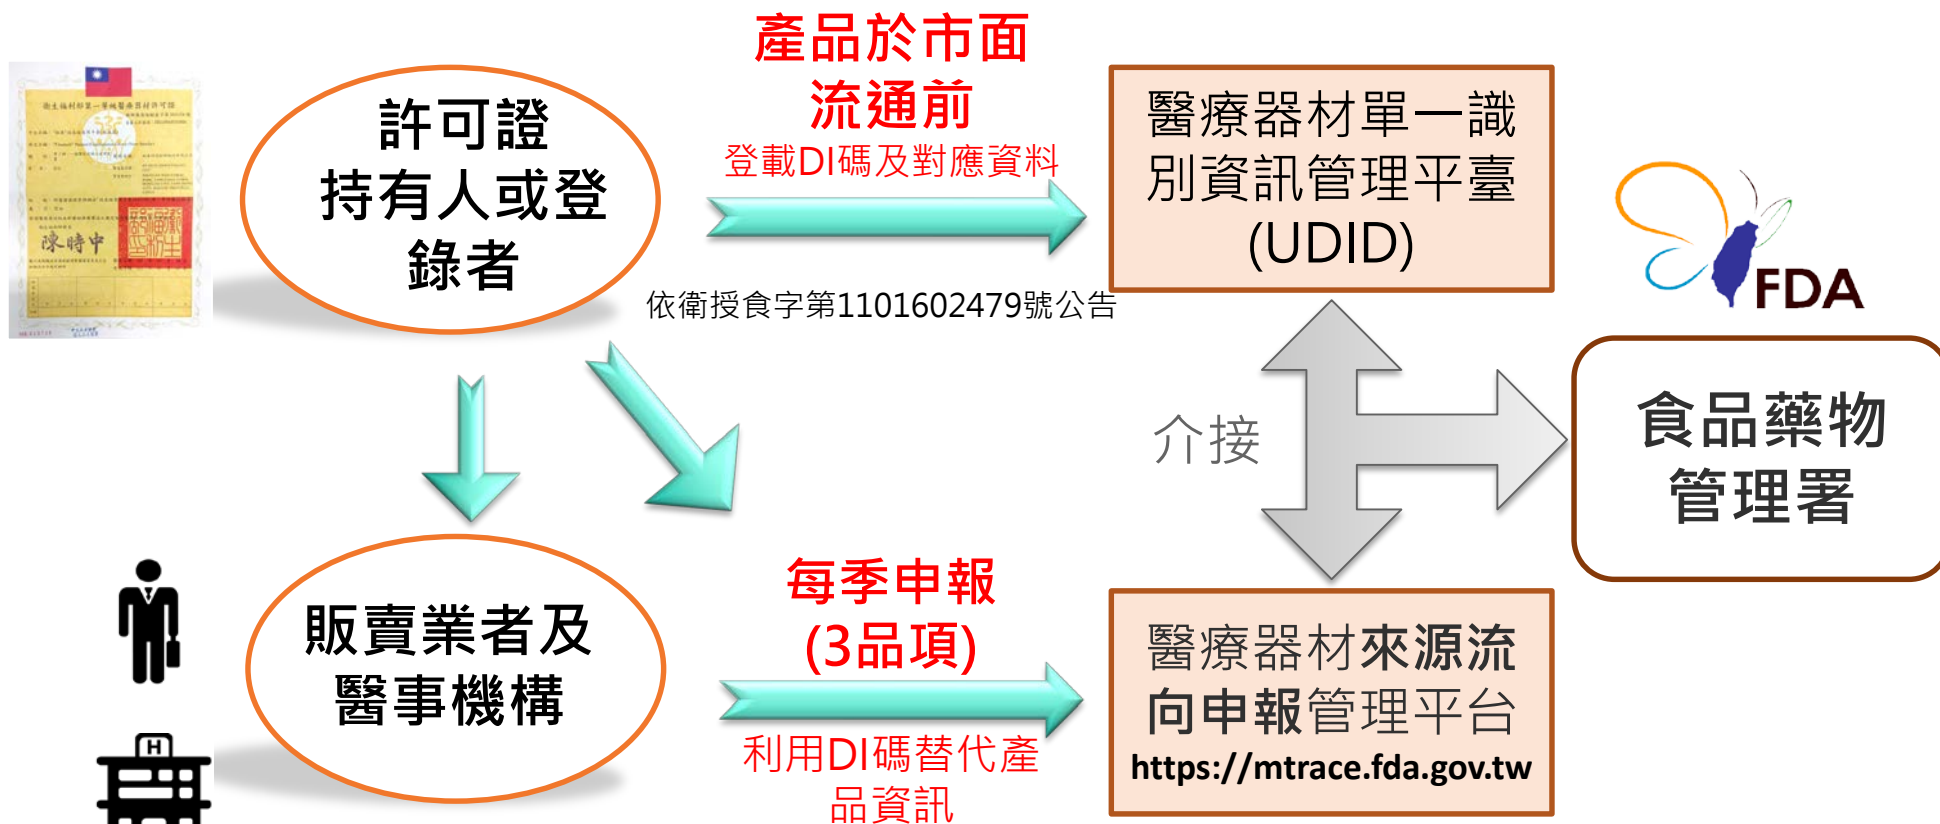 產品於市面
流通前
登載DI碼及對應資料
許可證
持有人或登
錄者
醫療器材單一識
別資訊管理平臺
(UDID)
FDA
依衛授食字第1101602479號公告
陳時中
介接
食品藥物
管理署
販賣業者及
醫事機構
每季申報
(3品項)
利用DI碼替代產
品資訊
醫療器材來源流
向申報管理平台
https://mtrace.fda.gov.tw
H